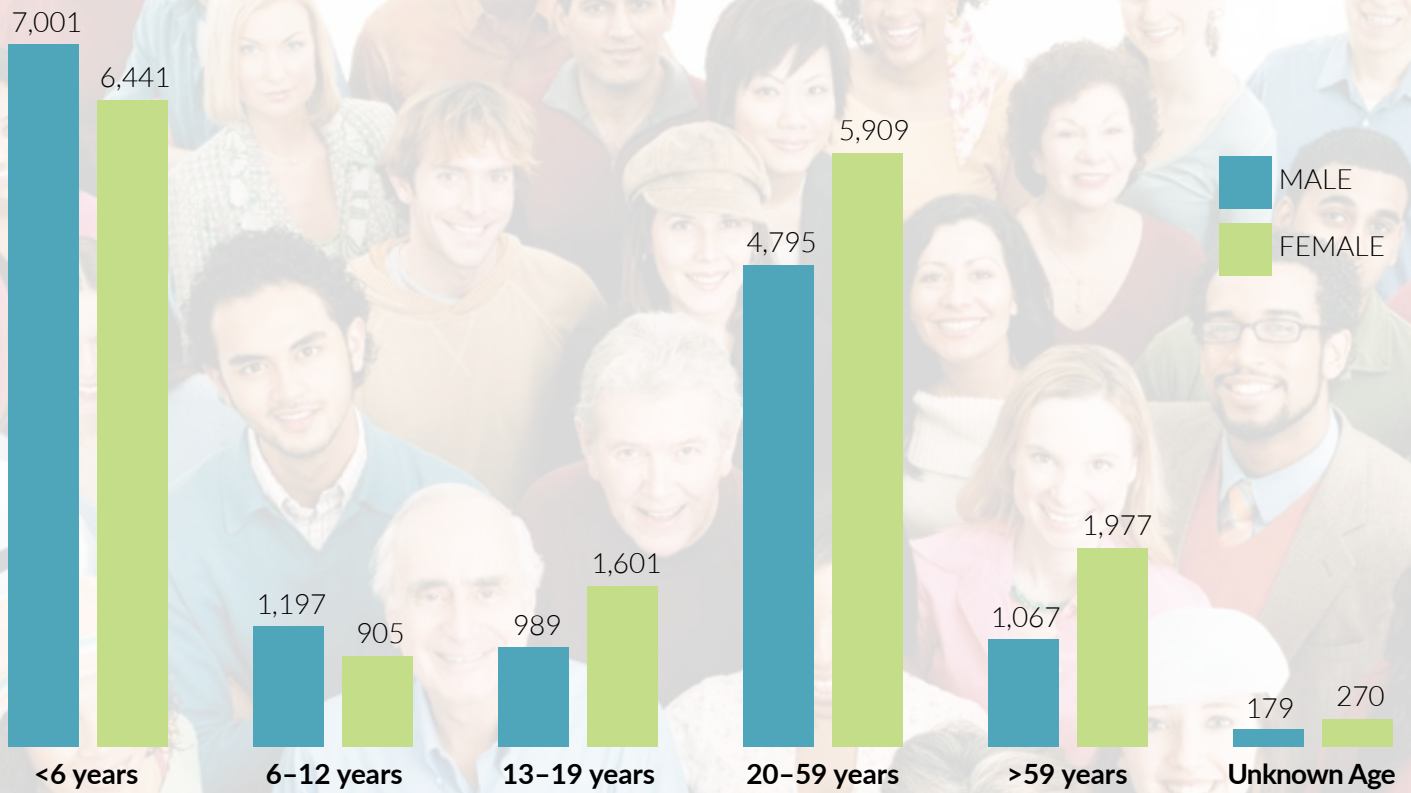 7,001
6,441
1,197
905
989
1,601
4,795
5,909
1,067
1,977
179
270
MALE
FEMALE
<6 years
6–12 years
13–19 years
20–59 years
>59 years
Unknown Age